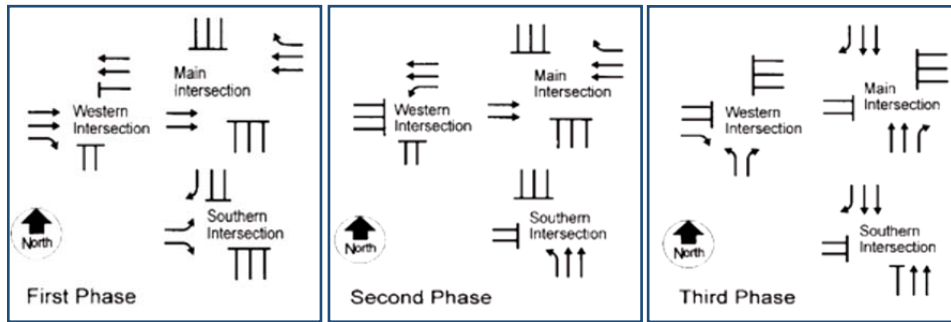 Main
intersection
Western
Intersection
Southern
Intersection
North
First Phase
Main
Intersection
Western
Intersection
Southern
Intersection
North
Second Phase
Main
Intersection
Western
Intersection
Southern
Intersection
North
Third Phase